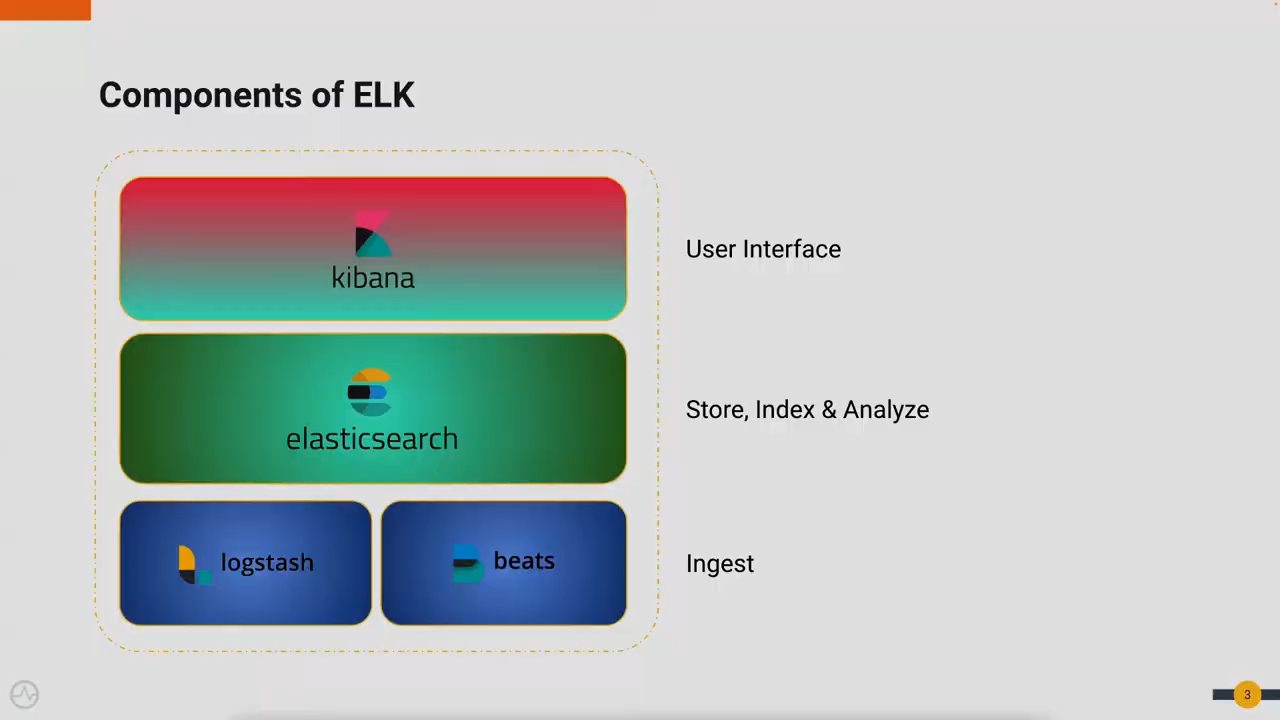 Components of ELK
kibana
User Interface
elasticsearch
Store, Index & Analyze
logstash
beats
Ingest
3